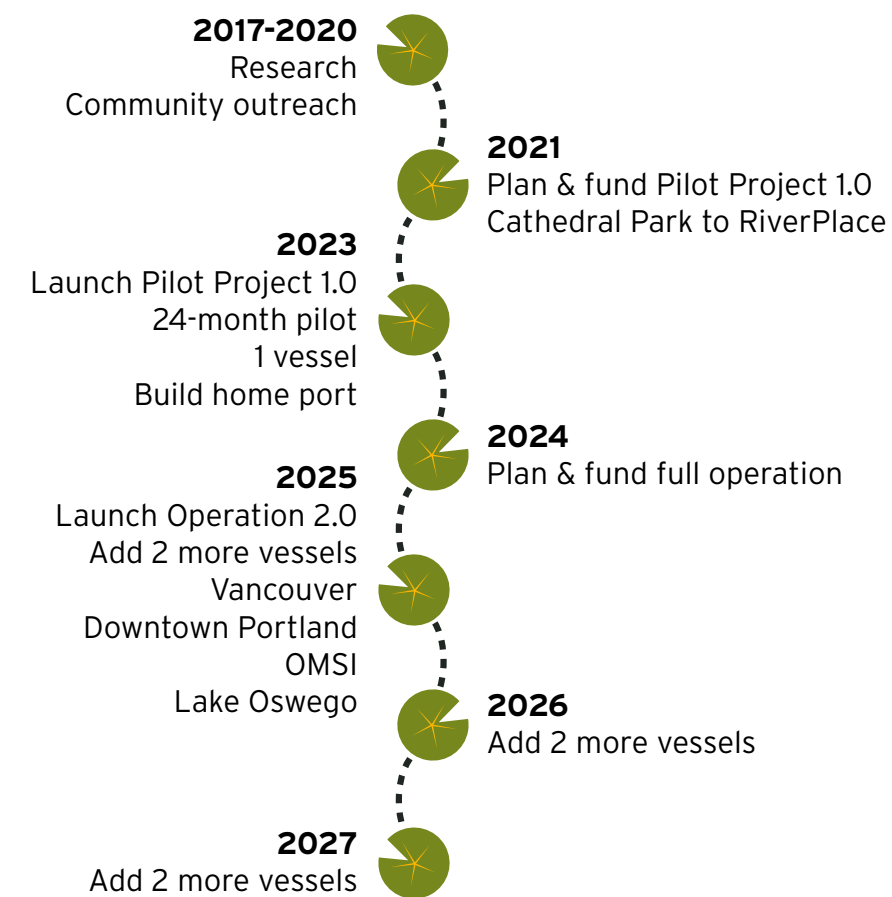 2017-2020
Research
Community outreach
2021
Plan & fund Pilot Project 1.0
Cathedral Park to RiverPlace
2023
Launch Pilot Project 1.0
24-month pilot
1 vessel
Build home port
2024
Plan & fund full operation
2025
Launch Operation 2.0
Add 2 more vessels
Vancouver
Downtown Portland
OMSI
Lake Oswego
2026
Add 2 more vessels
2027
Add 2 more vessels